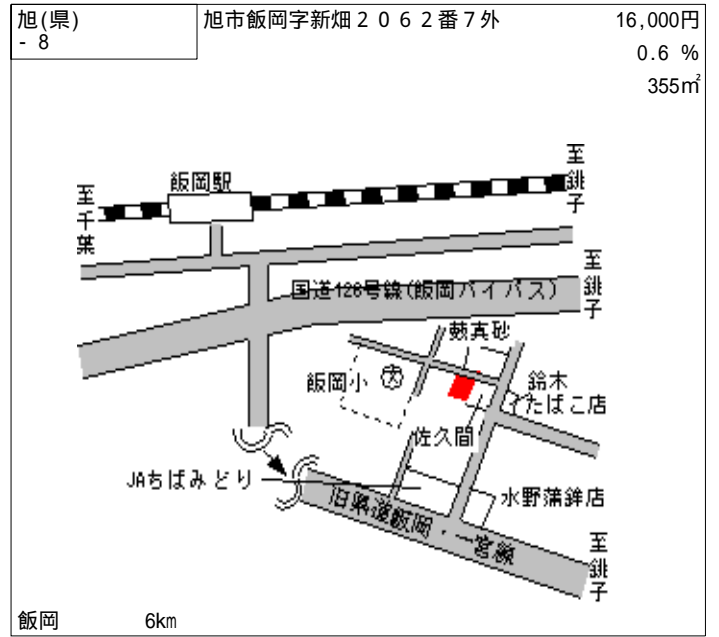 旭(県)
- 8
旭市飯岡字新畑２０６２番７外
16,000円
0.6 %
355㎡
至銚子
飯岡駅
至千葉
至銚子
国道126号線(飯岡バイパス)
薮真砂
飯岡小
文
鈴木
たばこ店
佐久間
JAちばみどり
水野蒲鉾店
旧県道飯岡・一宮線
至銚子
飯岡
6km